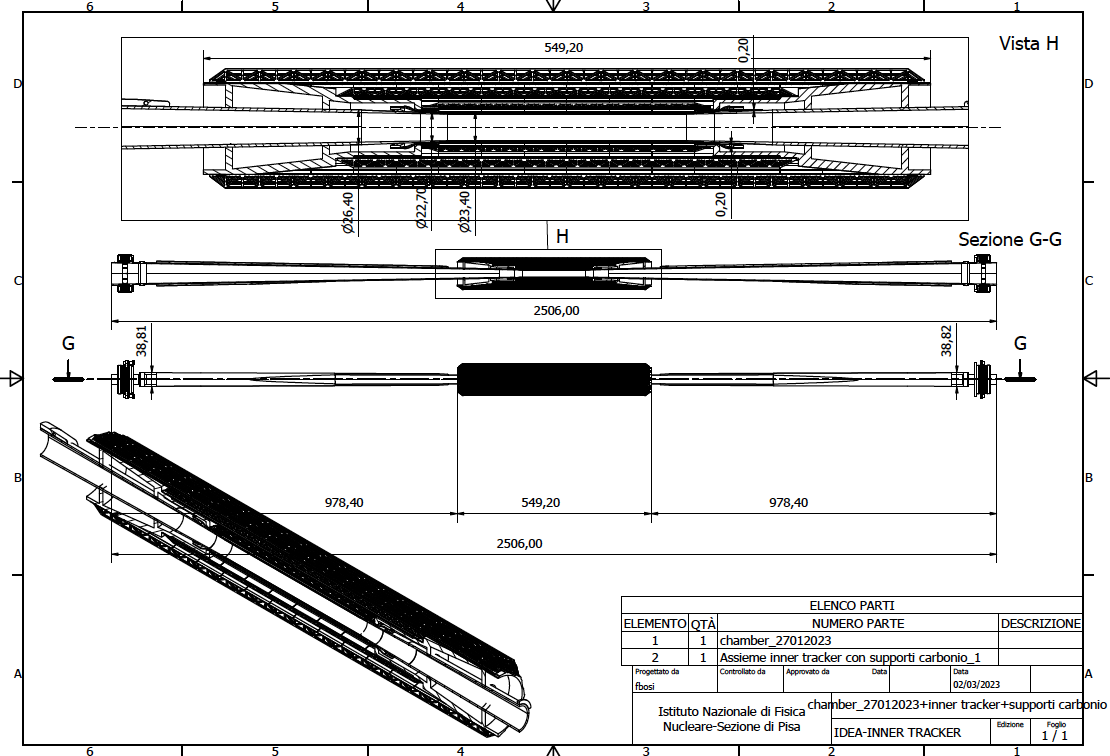 6 5 4 3 2 1
Vista H
549,20
0,20
D D
Ø26,40
Ø22,70
Ø23,40
0,20
H
Sezione G-G
C C
2506,00
38,81
38,82
G G
B B
978,40 549,20 978,40
2506,00
ELENCO PARTI
ELEMENTO QTÀ NUMERO PARTE DESCRIZIONE
1 1 chamber_27012023
2 1 Assieme inner tracker con supporti carbonio_1
A A
Progettato da Controllato da Approvato da Data Data
fbosi 02/03/2023
Istituto Nazionale di Fisica
Nucleare-Sezione di Pisa
chamber_27012023+inner tracker+supporti carbonio
IDEA-INNER TRACKER
Edizione Foglio
1 / 1
6 5 4 3 2 1